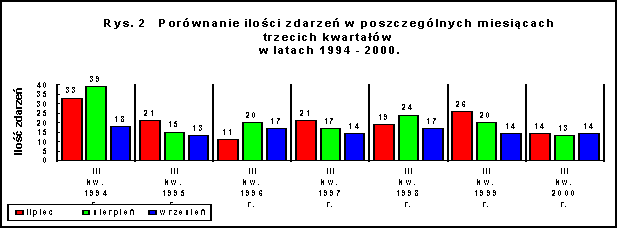 Rys. 2 Porównanie ilości zdarzeń w poszczególnych miesiącach
trzecich kwartałów
w latach 1994 - 2000.
Ilość zdarzeń
40
35
30
25
20
15
10
5
0
33 39 18 21 15 13 11 20 17 21 17 14 19 24 17 26 20 14 14 13 14
III III III III III III III
kw. kw. kw. kw. kw. kw. kw.
1994 1995 1996 1997 1998 1999 2000
r. r. r. r. r. r. r.
lipiec sierpień wrzesień